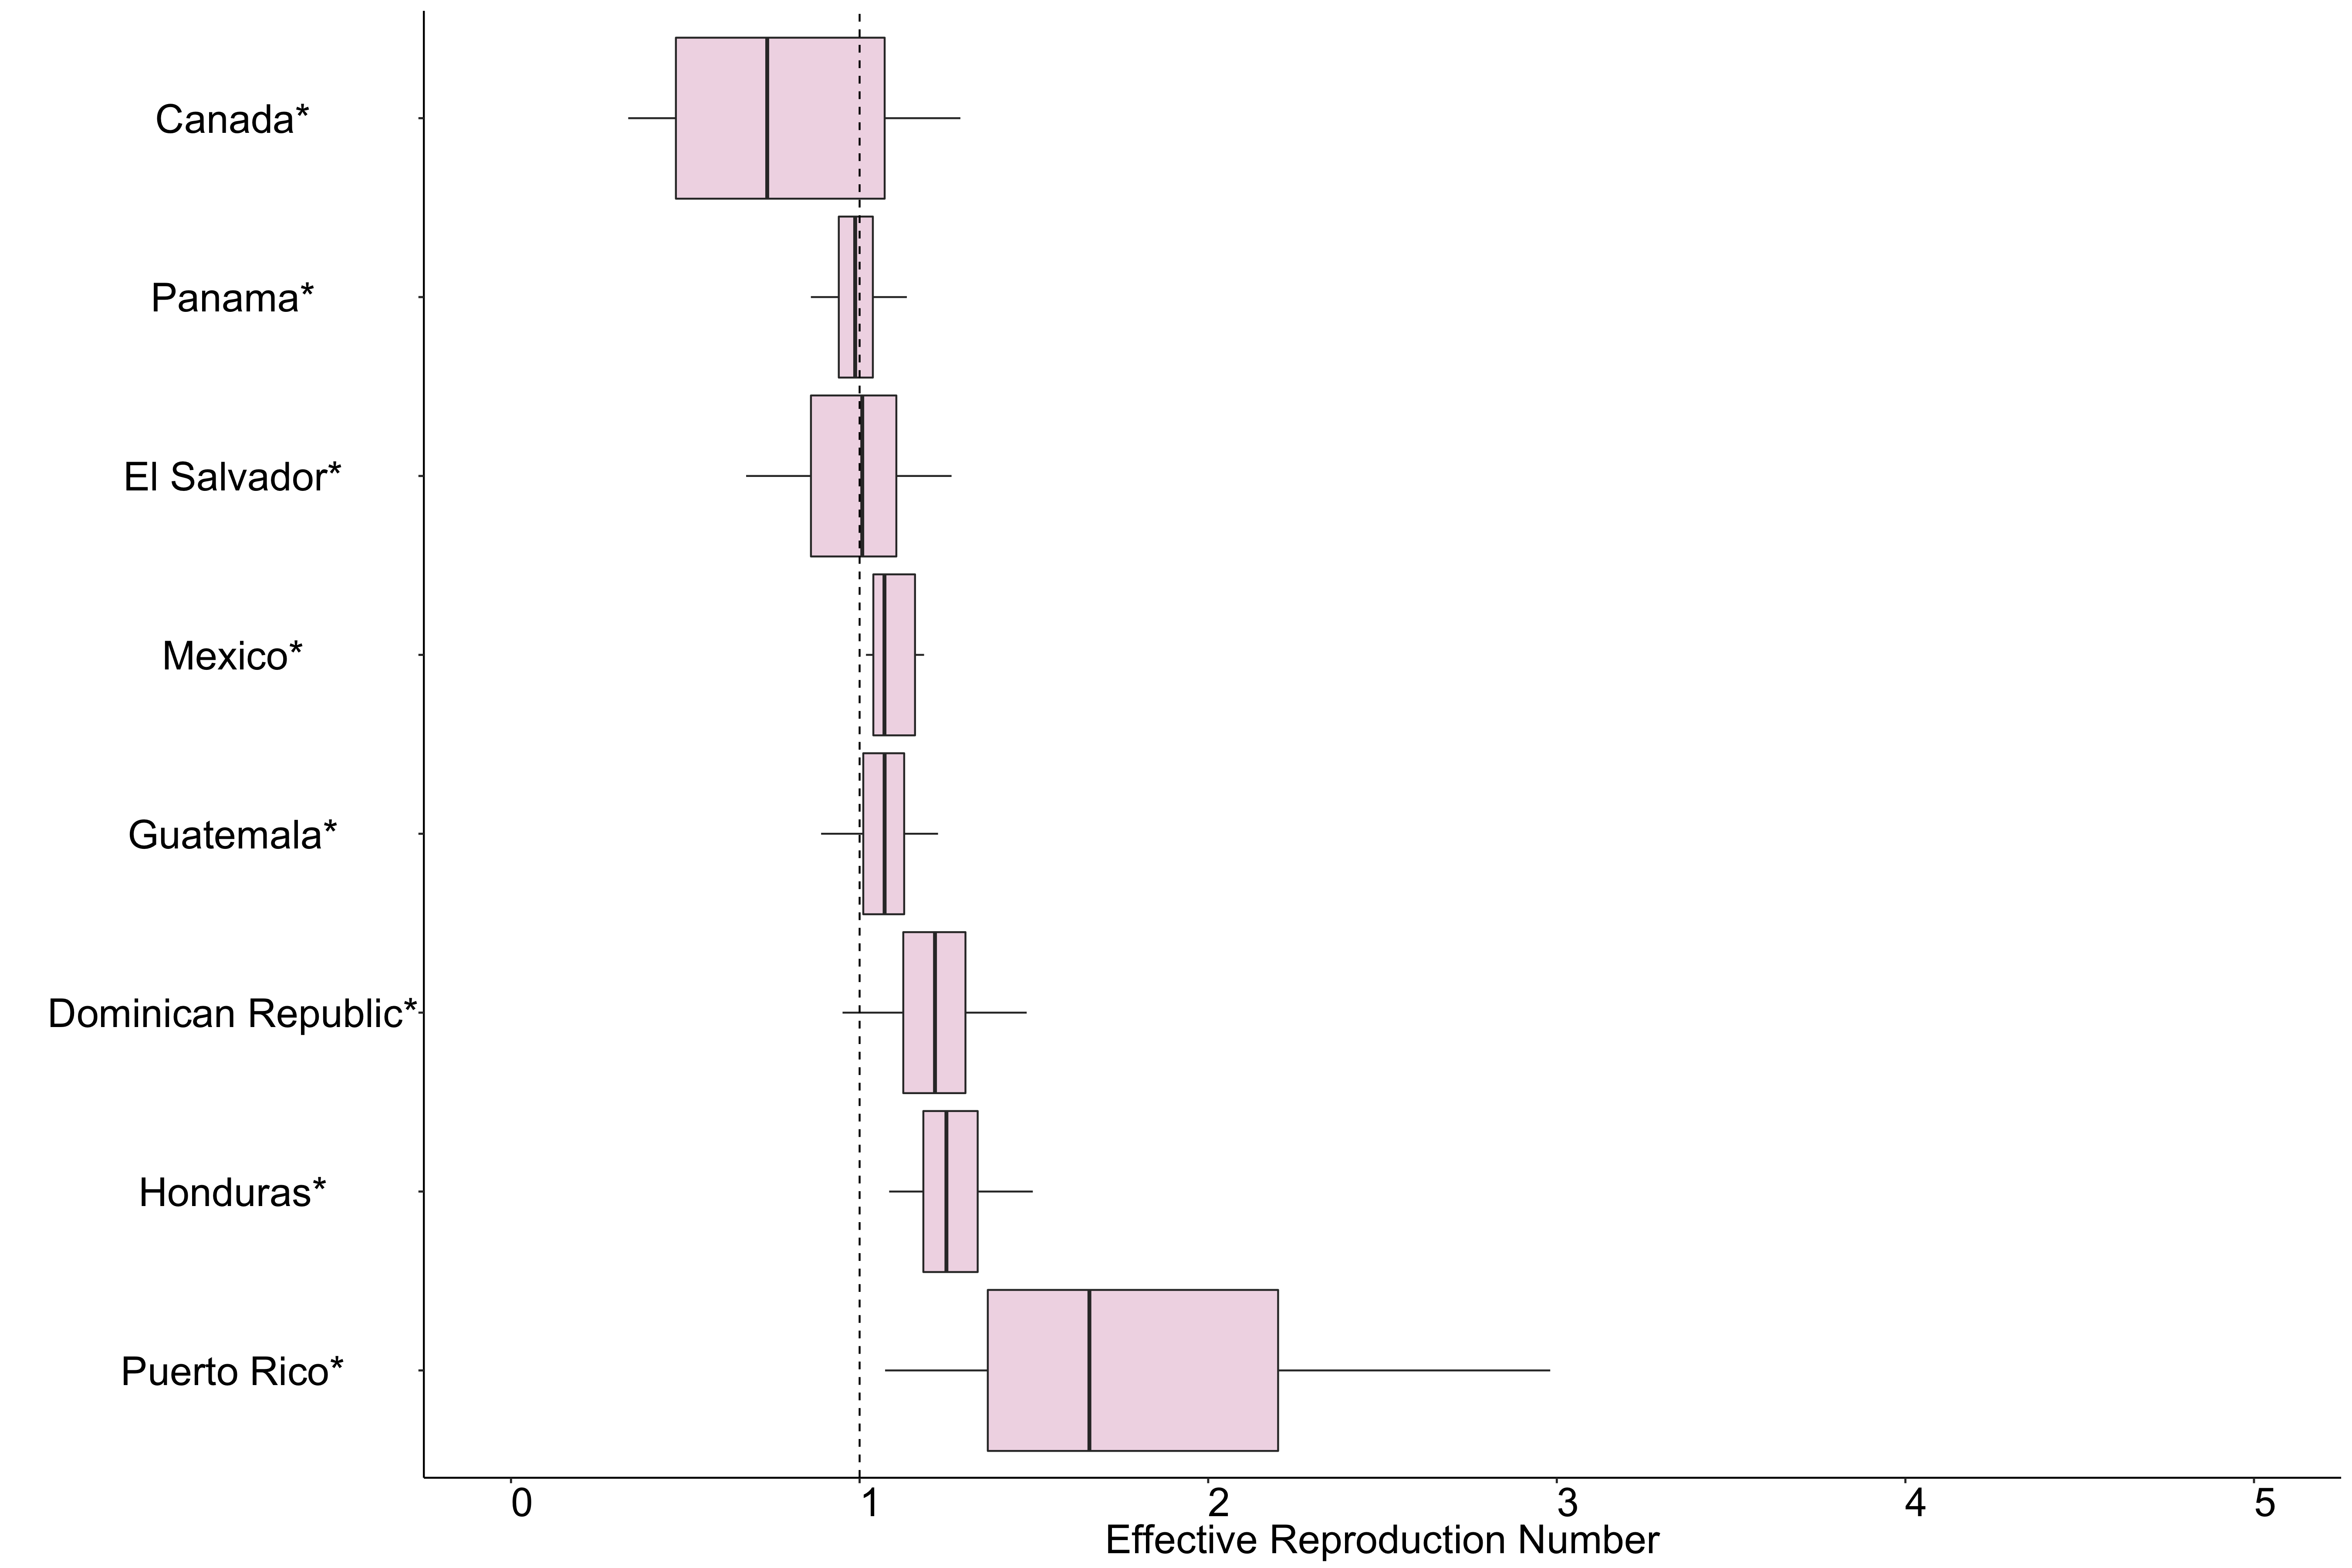 Canada*
Panama*
El Salvador*
Mexico*
Guatemala*
Dominican Republic*
Honduras*
Puerto Rico*
0 1 2 3 4 5
Effective Reproduction Number